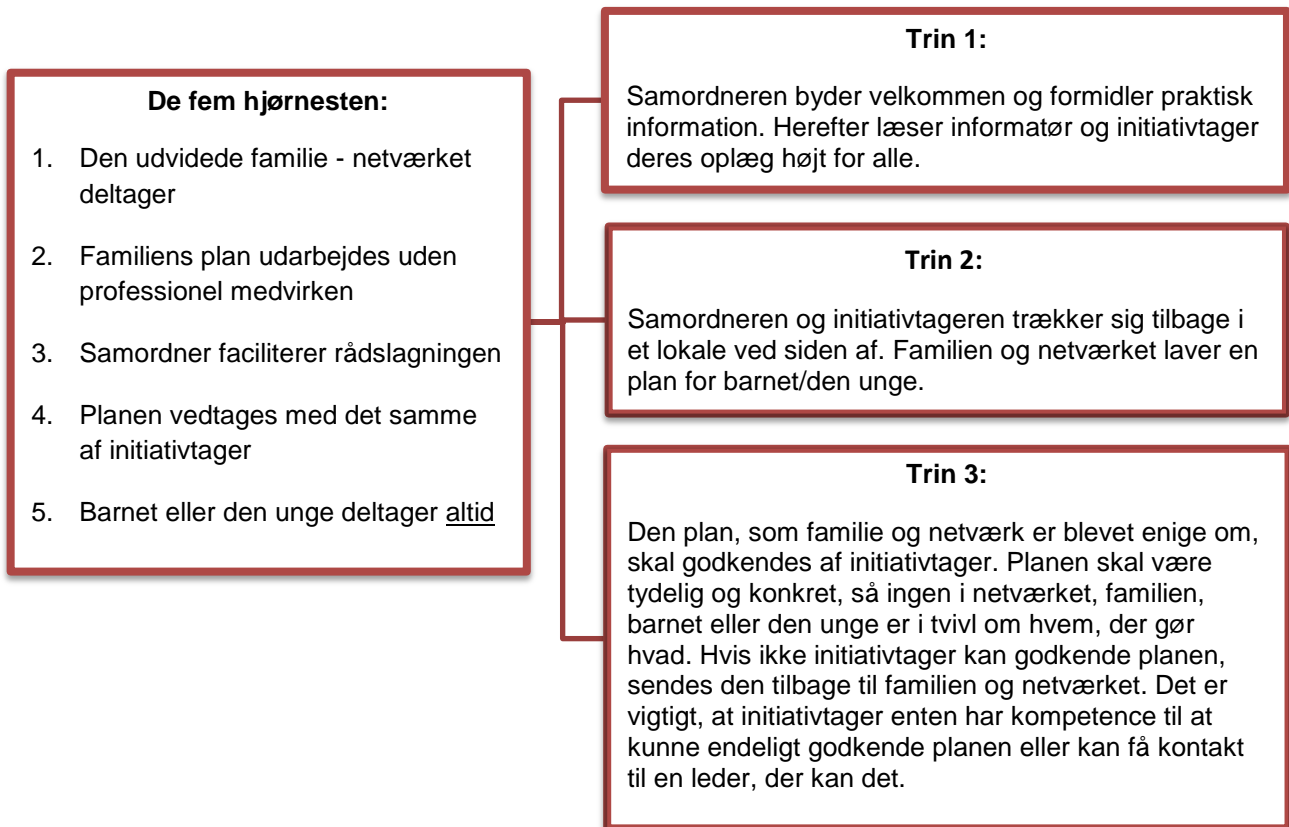 De fem hjørnesten:
1. Den udvidede familie - netværket
deltager
2. Familiens plan udarbejdes uden
professionel medvirken
3. Samordner faciliterer rådslagningen
4. Planen vedtages med det samme
af initiativtager
5. Barnet eller den unge deltager altid
Trin 1:
Samordneren byder velkommen og formidler praktisk
information. Herefter læser informatør og initiativtager
deres oplæg højt for alle.
Trin 2:
Samordneren og initiativtageren trækker sig tilbage i
et lokale ved siden af. Familien og netværket laver en
plan for barnet/den unge.
Trin 3:
Den plan, som familie og netværk er blevet enige om,
skal godkendes af initiativtager. Planen skal være
tydelig og konkret, så ingen i netværket, familien,
barnet eller den unge er i tvivl om hvem, der gør
hvad. Hvis ikke initiativtager kan godkende planen,
sendes den tilbage til familien og netværket. Det er
vigtigt, at initiativtager enten har kompetence til at
kunne endeligt godkende planen eller kan få kontakt
til en leder, der kan det.